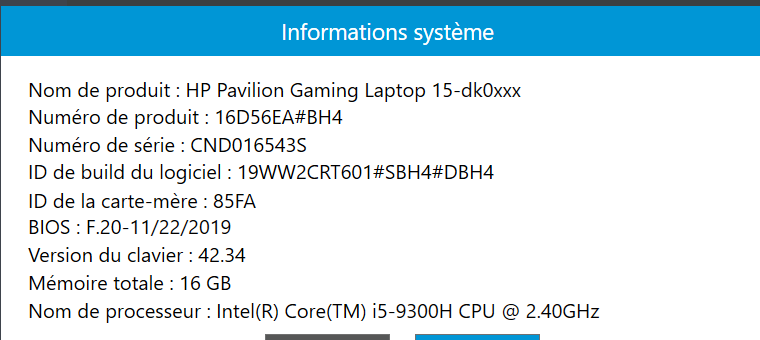 Informations système
Nom de produit : HP Pavilion Gaming Laptop 15-dk0xxx
Numéro de produit : 16D56EA#BH4
Numéro de série : CND016543S
ID de build du logiciel : 19WW2CRT601#SBH4#DBH4
ID de la carte-mère : 85FA
BIOS : F.20-11/22/2019
Version du clavier : 42.34
Mémoire totale : 16 GB
Nom de processeur : Intel(R) Core(TM) i5-9300H CPU @ 2.40GHz